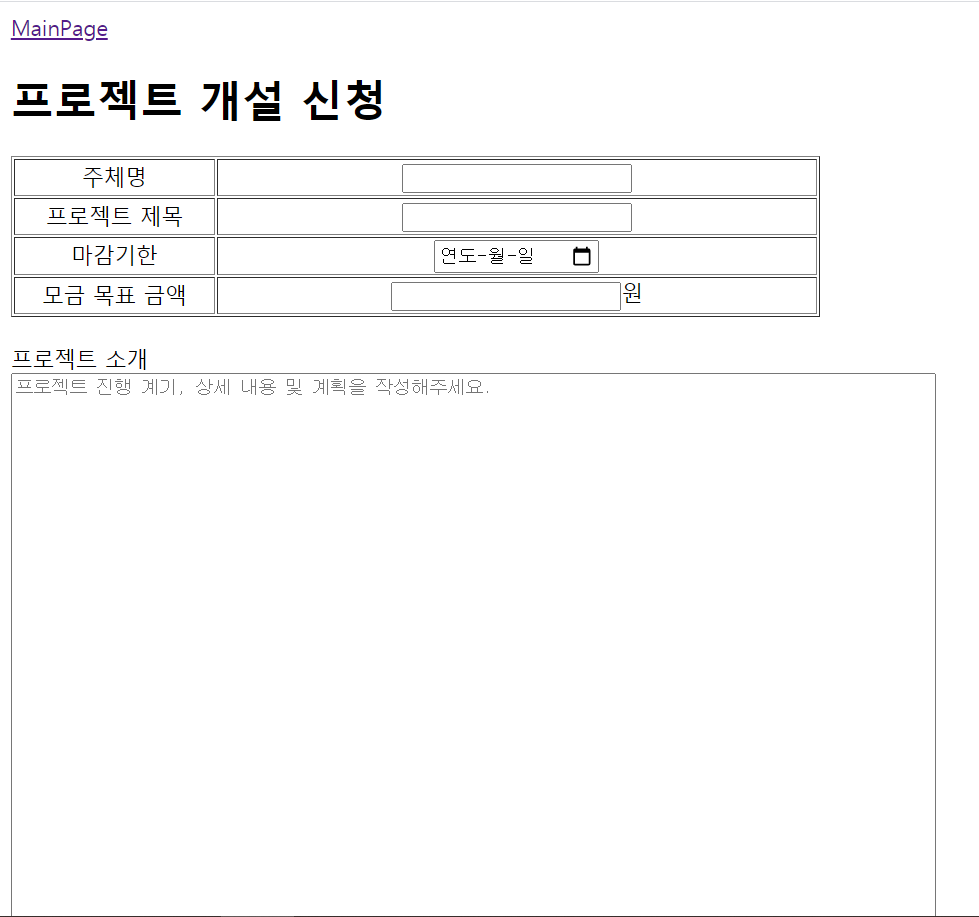 MainPage
프로젝트 개설 신청
주체명
프로젝트 제목
마감기한 연도-월-일
모금 목표 금액 원
프로젝트 소개
프로젝트 진행 계기, 상세 내용 및 계획을 작성해주세요.